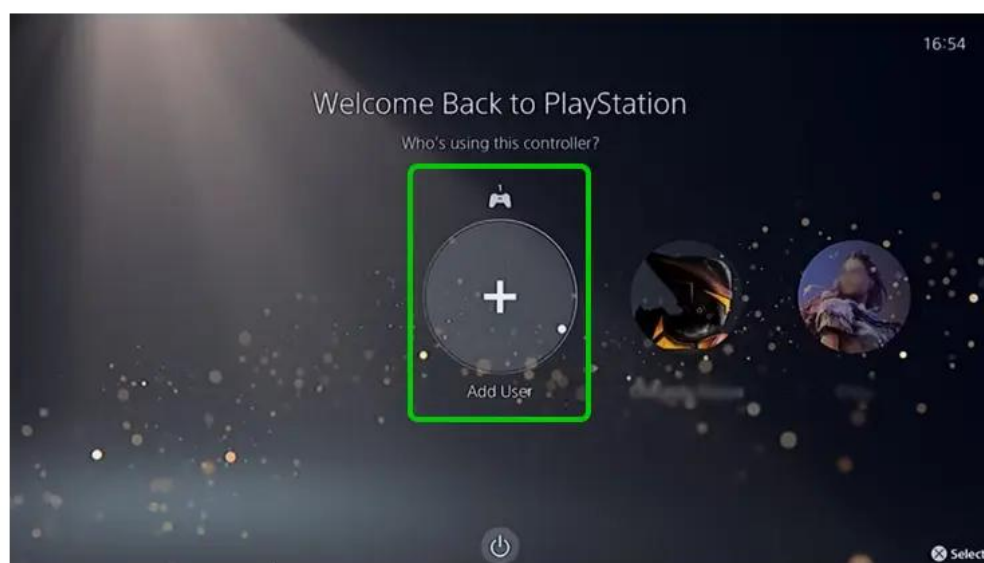 16:54
Welcome Back to PlayStation
Who's using this controller?
1
Add User
Select